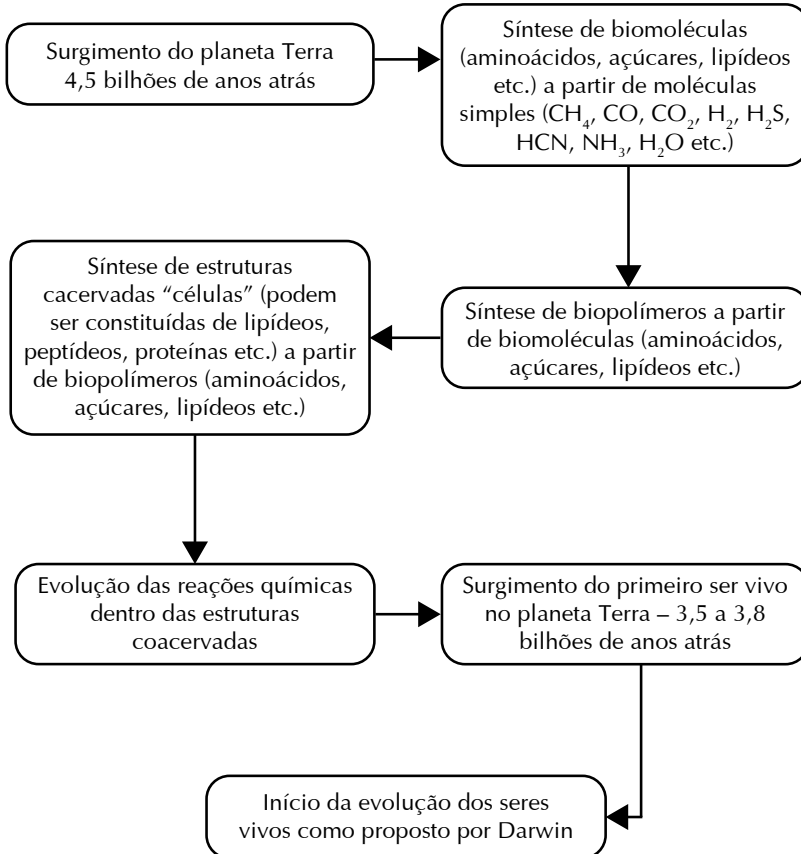 Surgimento do planeta Terra
4,5 bilhões de anos atrás
Síntese de biomoléculas
(aminoácidos, açúcares, lipídeos
etc.) a partir de moléculas
simples (CH₄, CO, CO₂, H₂, H₂S,
HCN, NH₃, H₂O etc.)
Síntese de biopolímeros a partir
de biomoléculas (aminoácidos,
açúcares, lipídeos etc.)
Síntese de estruturas
cacervadas “células” (podem
ser constituídas de lipídeos,
peptídeos, proteínas etc.) a partir
de biopolímeros (aminoácidos,
açúcares, lipídeos etc.)
Evolução das reações químicas
dentro das estruturas
coacervadas
Surgimento do primeiro ser vivo
no planeta Terra – 3,5 a 3,8
bilhões de anos atrás
Início da evolução dos seres
vivos como proposto por Darwin